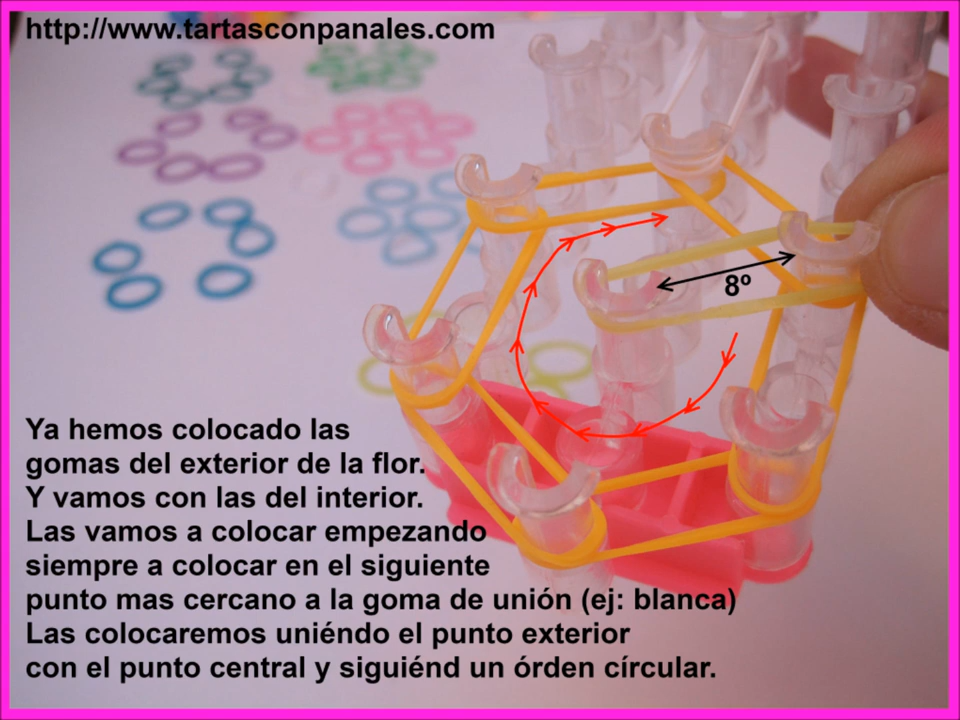 http://www.tartasconpanales.com
8º
Ya hemos colocado las
gomas del exterior de la flor.
Y vamos con las del interior.
Las vamos a colocar empezando
siempre a colocar en el siguiente
punto mas cercano a la goma de unión (ej: blanca)
Las colocaremos uniéndo el punto exterior
con el punto central y siguiénd un órden círcular.